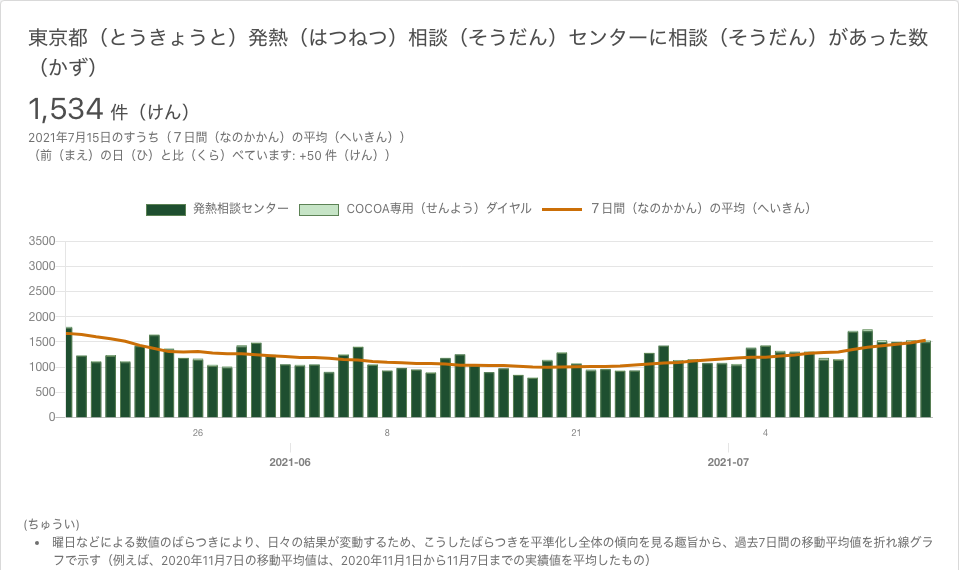 東京都（とうきょうと）発熱（はつねつ）相談（そうだん）センターに相談（そうだん）があった数
（かず）
1,534 件（けん）
2021年7月15日のすうち（７日間（なのかかん）の平均（へいきん））
（前（まえ）の日（ひ）と比（くら）べています: +50 件（けん））
発熱相談センター COCOA専用（せんよう）ダイヤル ７日間（なのかかん）の平均（へいきん）
3500
3000
2500
2000
1500
1000
500
0
26 8 21 4
2021-06 2021-07
(ちゅうい)
• 曜日などによる数値のばらつきにより、日々の結果が変動するため、こうしたばらつきを平準化し全体の傾向を見る趣旨から、過去7日間の移動平均値を折れ線グラ
フで示す（例えば、2020年11月7日の移動平均値は、2020年11月1日から11月7日までの実績値を平均したもの）